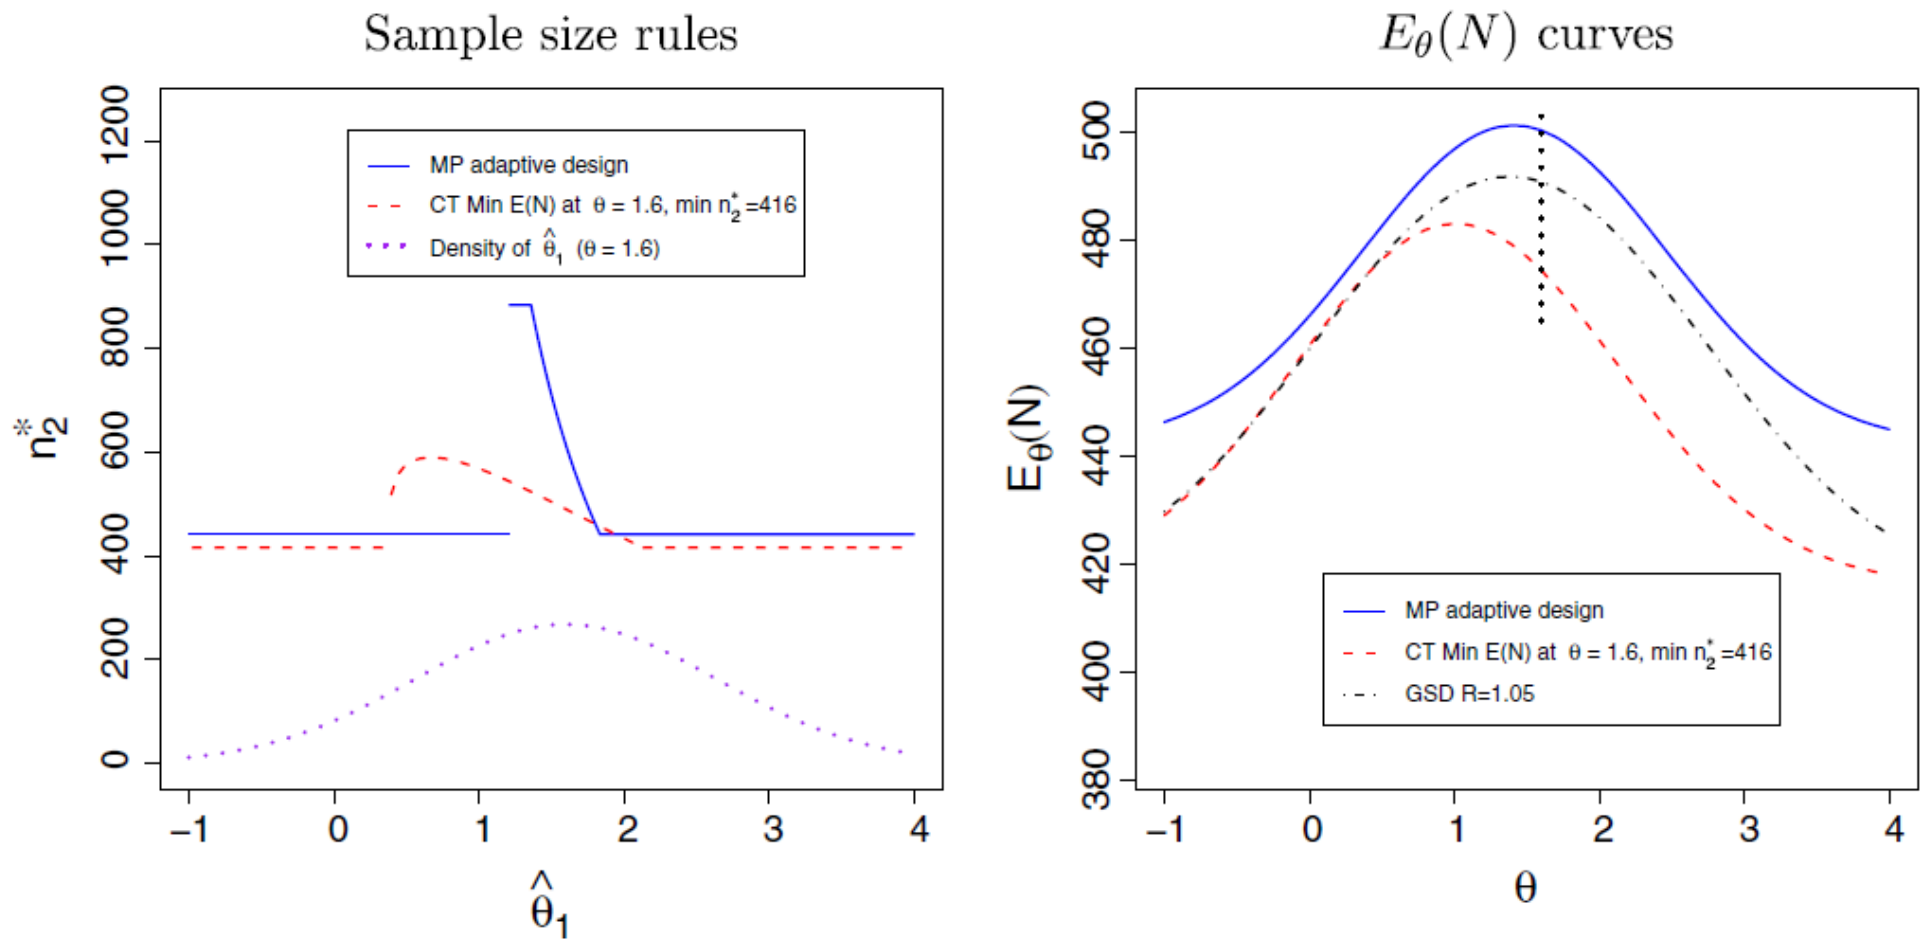 Sample size rules
1200
1000
800
600
400
200
0
n*2
MP adaptive design
CT Min E(N) at θ = 1.6, min n*2 =416
Density of θ̂1 (θ = 1.6)
−1 0 1 2 3 4
θ̂1
Eθ(N) curves
500
480
460
440
420
400
380
Eθ(N)
MP adaptive design
CT Min E(N) at θ = 1.6, min n*2 =416
GSD R=1.05
−1 0 1 2 3 4
θ